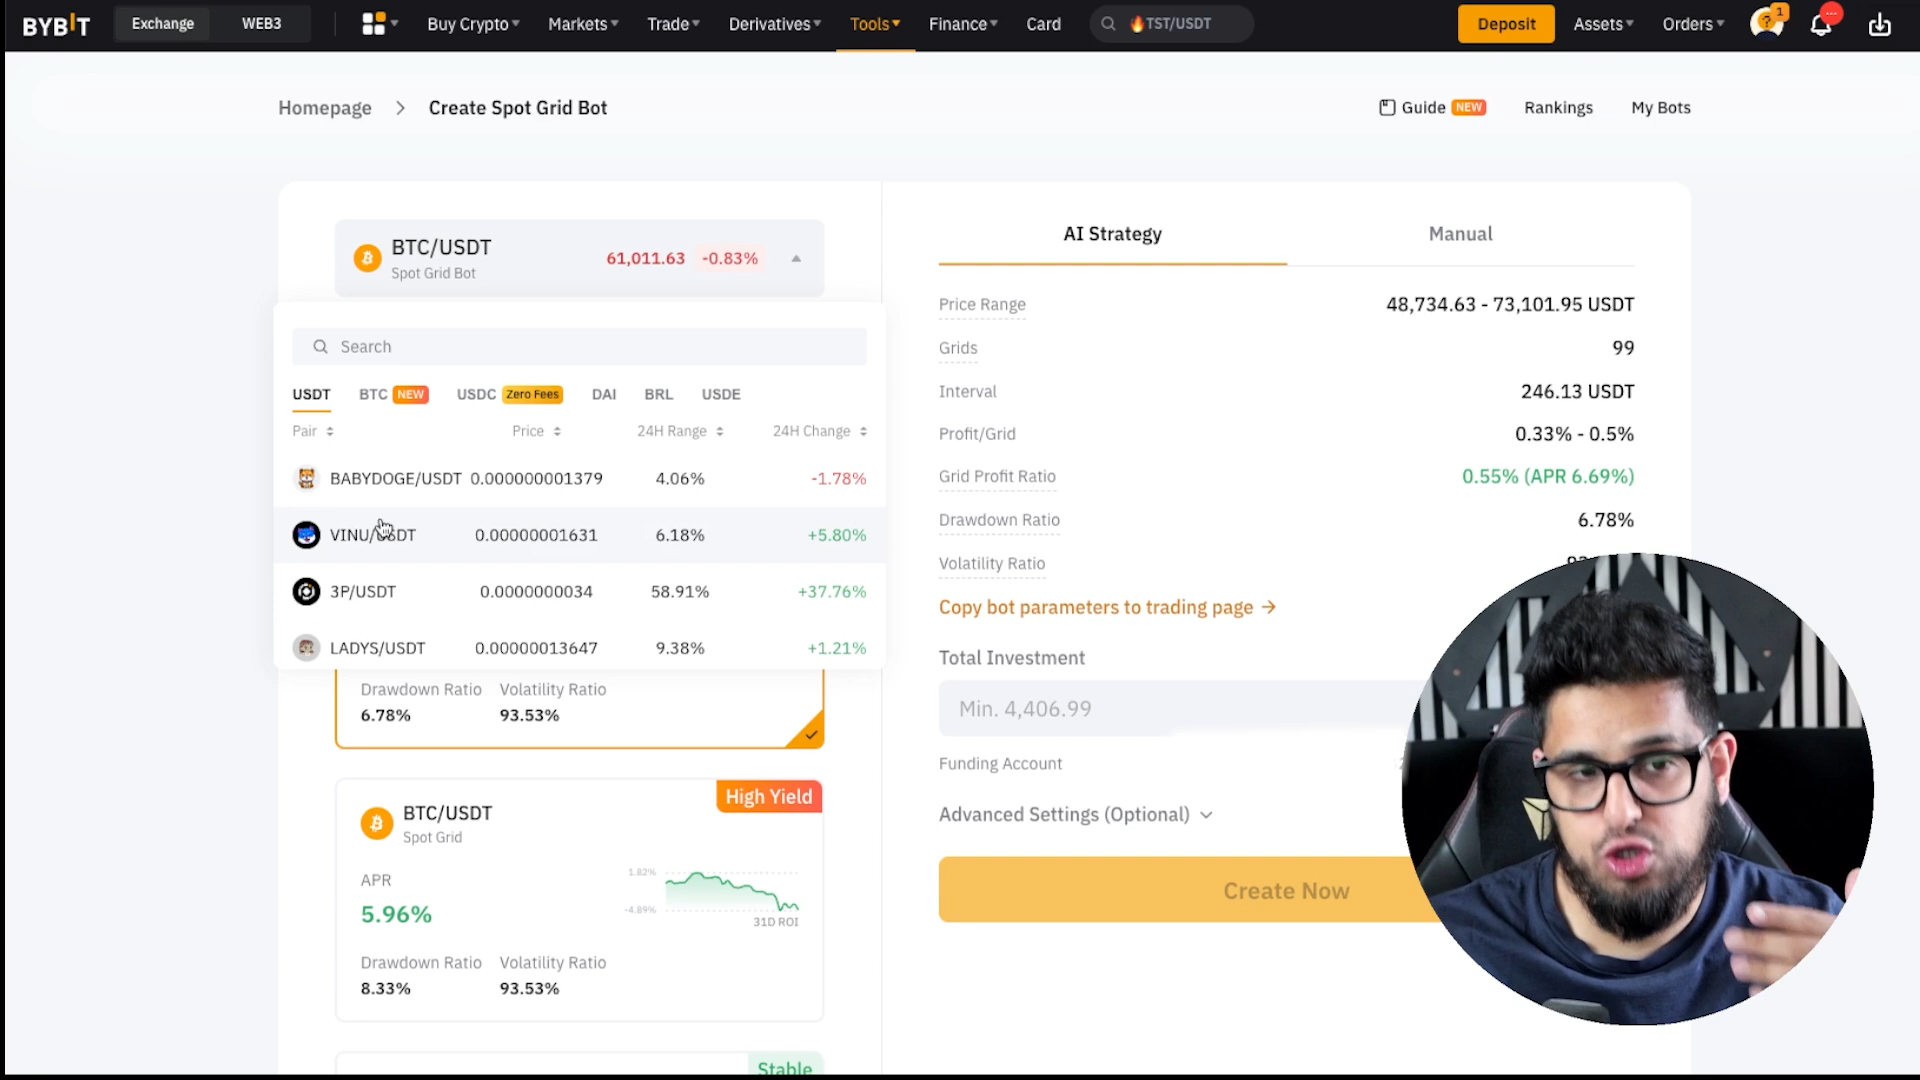 BYBIT Exchange WEB3 Buy Crypto Markets Trade Derivatives Tools Finance Card TST/USDT Deposit Assets Orders 1
Homepage > Create Spot Grid Bot Guide NEW Rankings My Bots
BTC/USDT
Spot Grid Bot
61,011.63 -0.83%
AI Strategy Manual
Search
USDT BTC NEW USDC Zero Fees DAI BRL USDE
Pair Price 24H Range 24H Change
BABYDOGE/USDT 0.000000001379 4.06% -1.78%
VINU/USDT 0.00000001631 6.18% +5.80%
3P/USDT 0.0000000034 58.91% +37.76%
LADYS/USDT 0.00000013647 9.38% +1.21%
Drawdown Ratio Volatility Ratio
6.78% 93.53%
High Yield
BTC/USDT
Spot Grid
APR
5.96%
1.82%
-4.89%
31D ROI
Drawdown Ratio Volatility Ratio
8.33% 93.53%
Stable
Price Range 48,734.63 - 73,101.95 USDT
Grids 99
Interval 246.13 USDT
Profit/Grid 0.33% - 0.5%
Grid Profit Ratio 0.55% (APR 6.69%)
Drawdown Ratio 6.78%
Volatility Ratio
Copy bot parameters to trading page →
Total Investment
Min. 4,406.99
Funding Account
Advanced Settings (Optional)
Create Now